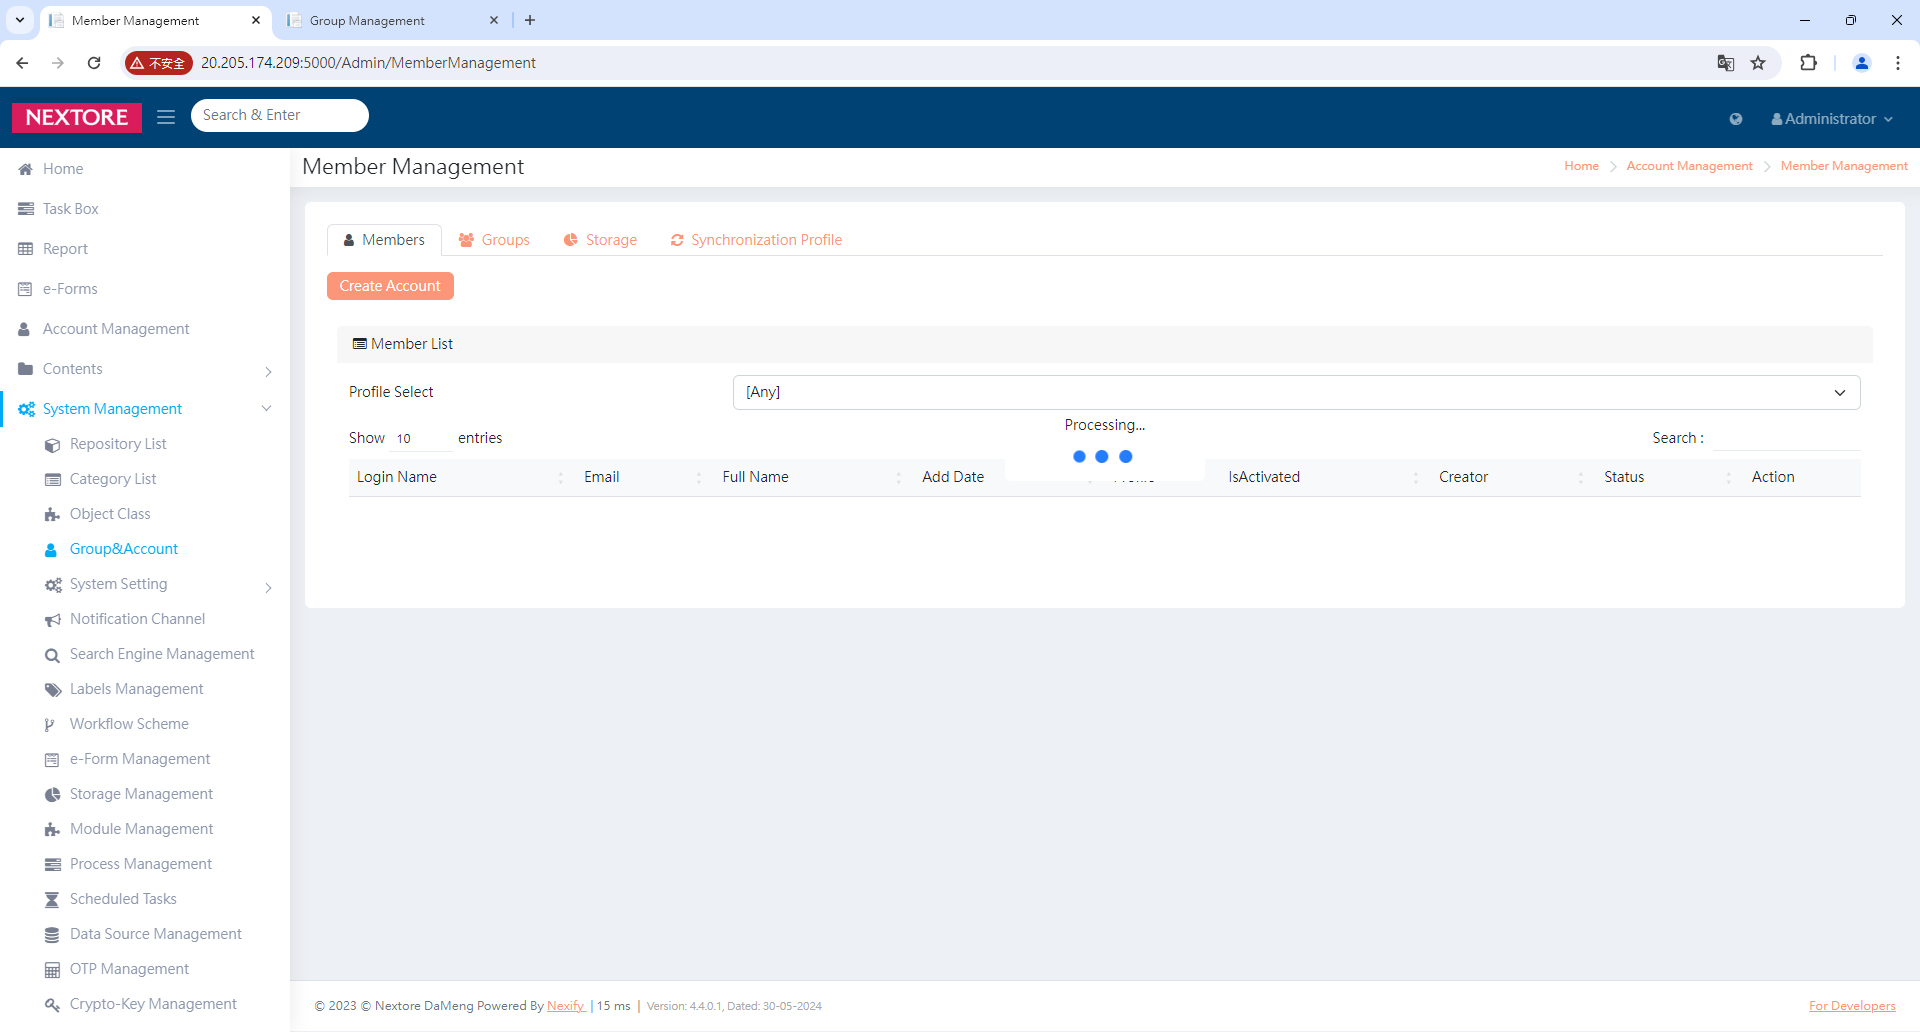 Member Management
Group Management
不安全
20.205.174.209:5000/Admin/MemberManagement
NEXTORE
Search & Enter
Administrator
Home
Task Box
Report
e-Forms
Account Management
Contents
System Management
Repository List
Category List
Object Class
Group&Account
System Setting
Notification Channel
Search Engine Management
Labels Management
Workflow Scheme
e-Form Management
Storage Management
Module Management
Process Management
Scheduled Tasks
Data Source Management
OTP Management
Crypto-Key Management
Member Management
Home > Account Management > Member Management
Members Groups Storage Synchronization Profile
Create Account
Member List
Profile Select [Any]
Processing...
Show 10 entries
Search :
Login Name Email Full Name Add Date IsActivated Creator Status Action
© 2023 © Nextore DaMeng Powered By Nexify | 15 ms | Version: 4.4.0.1, Dated: 30-05-2024
For Developers